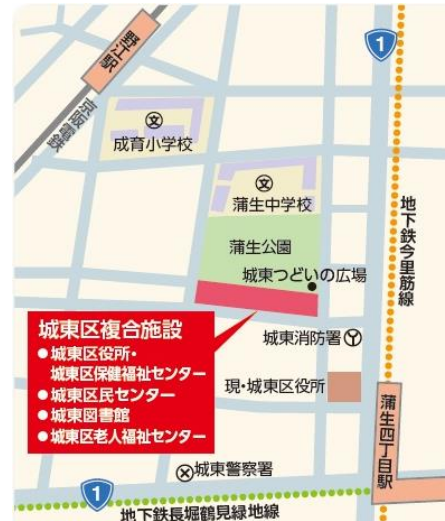 1
野江駅
京阪電鉄
文
成育小学校
文
蒲生中学校
蒲生公園
城東つどいの広場
地下鉄今里筋線
城東区複合施設
●城東区役所・
城東区保健福祉センター
●城東区民センター
●城東図書館
●城東区老人福祉センター
城東消防署
現・城東区役所
蒲生四丁目駅
城東警察署
1
地下鉄長堀鶴見緑地線